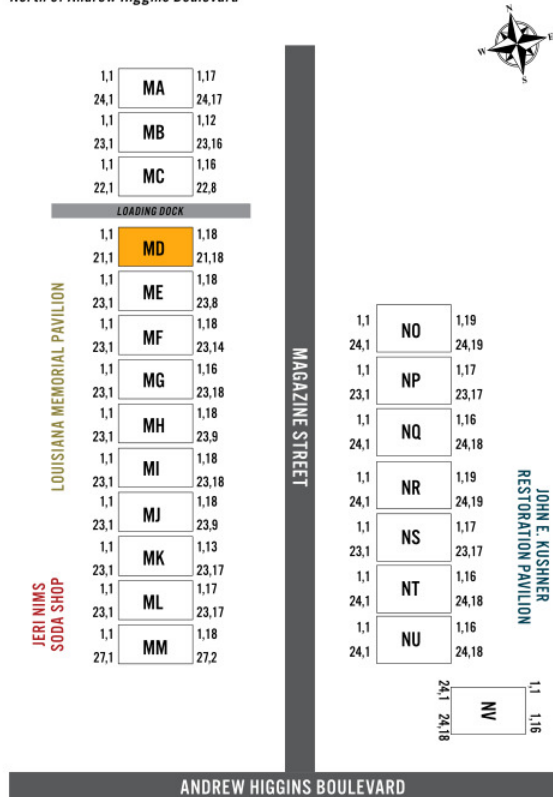 North of Andrew Higgins Boulevard
N
W
E
S
1,1 MA 1,17
24,1 24,17
1,1 MB 1,12
23,1 23,16
1,1 MC 1,16
22,1 22,8
LOADING DOCK
1,1 MD 1,18
21,1 21,18
1,1 ME 1,18
23,1 23,8
1,1 MF 1,18
23,1 23,14
1,1 MG 1,16
23,1 23,18
1,1 MH 1,18
23,1 23,9
1,1 MI 1,18
23,1 23,18
1,1 MJ 1,18
23,1 23,9
1,1 MK 1,13
23,1 23,17
1,1 ML 1,17
23,1 23,17
1,1 MM 1,18
27,1 27,2
LOUISIANA MEMORIAL PAVILION
JERI NIMS
SODA SHOP
MAGAZINE STREET
1,1 NO 1,19
24,1 24,19
1,1 NP 1,17
23,1 23,17
1,1 NQ 1,16
24,1 24,18
1,1 NR 1,19
24,1 24,19
1,1 NS 1,17
23,1 23,17
1,1 NT 1,16
24,1 24,18
1,1 NU 1,16
24,1 24,18
JOHN E. KUSHNER
RESTORATION PAVILION
1,1 NV 1,16
24,1 24,18
ANDREW HIGGINS BOULEVARD